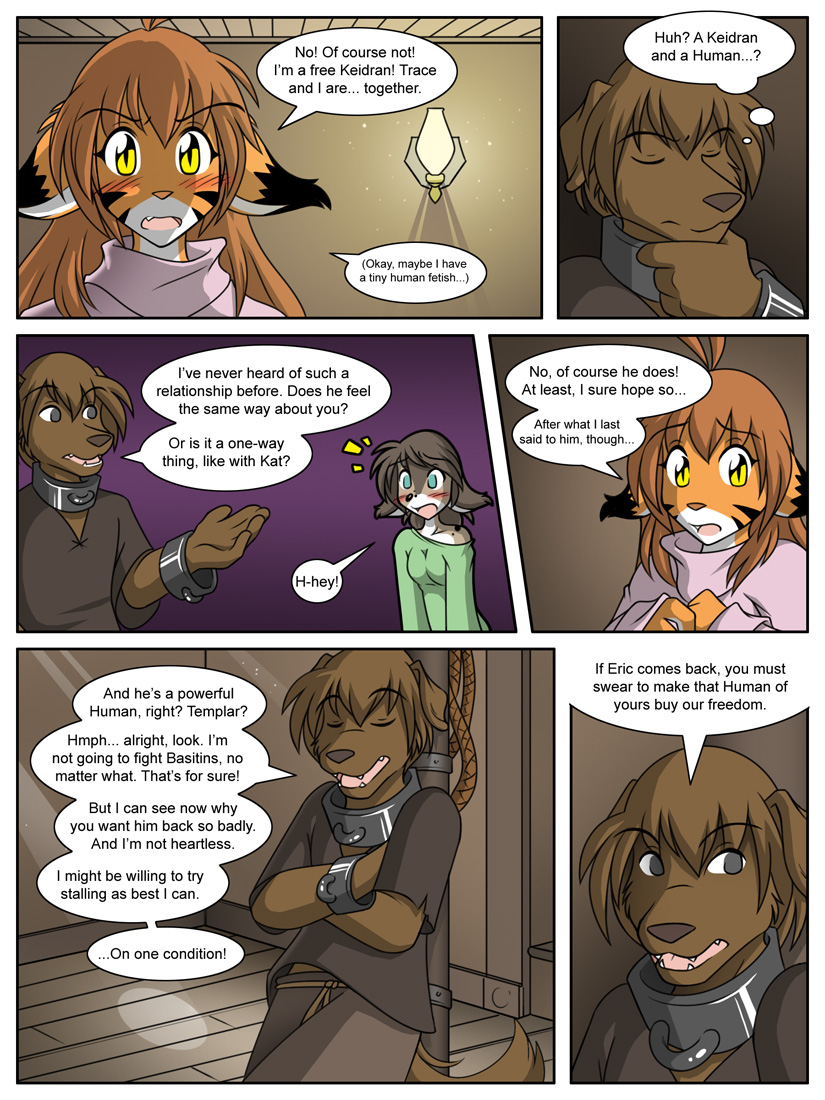 No! Of course not!
I'm a free Keidran! Trace
and I are... together.
(Okay, maybe I have
a tiny human fetish...)
Huh? A Keidran
and a Human...?
I've never heard of such a
relationship before. Does he feel
the same way about you?
Or is it a one-way
thing, like with Kat?
H-hey!
No, of course he does!
At least, I sure hope so...
After what I last
said to him, though...
And he's a powerful
Human, right? Templar?
Hmph... alright, look. I'm
not going to fight Basitins, no
matter what. That's for sure!
But I can see now why
you want him back so badly.
And I'm not heartless.
I might be willing to try
stalling as best I can.
...On one condition!
If Eric comes back, you must
swear to make that Human of
yours buy our freedom.